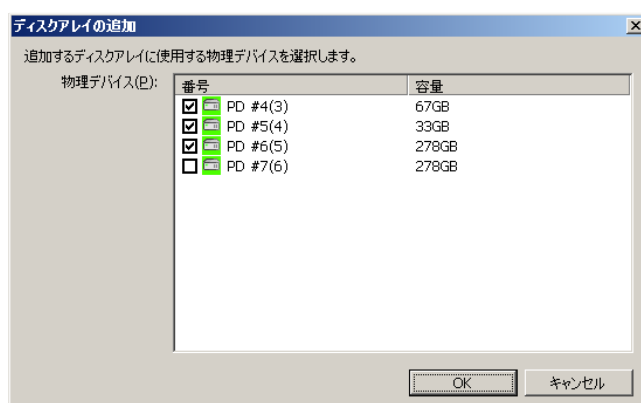 ディスクアレイの追加
追加するディスクアレイに使用する物理デバイスを選択します。
物理デバイス(P):
番号 容量
PD #4(3) 67GB
PD #5(4) 33GB
PD #6(5) 278GB
PD #7(6) 278GB
OK キャンセル